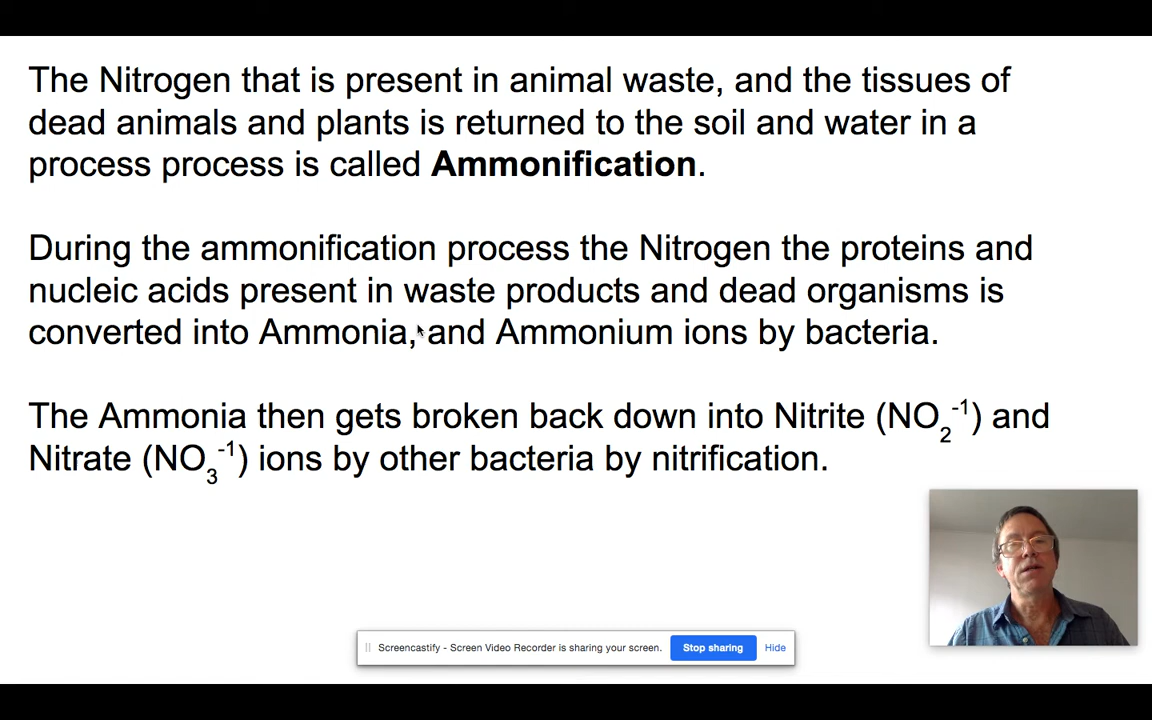 The Nitrogen that is present in animal waste, and the tissues of
dead animals and plants is returned to the soil and water in a
process process is called Ammonification.
During the ammonification process the Nitrogen the proteins and
nucleic acids present in waste products and dead organisms is
converted into Ammonia, and Ammonium ions by bacteria.
The Ammonia then gets broken back down into Nitrite (NO₂⁻¹) and
Nitrate (NO₃⁻¹) ions by other bacteria by nitrification.
Screencastify - Screen Video Recorder is sharing your screen. Stop sharing Hide